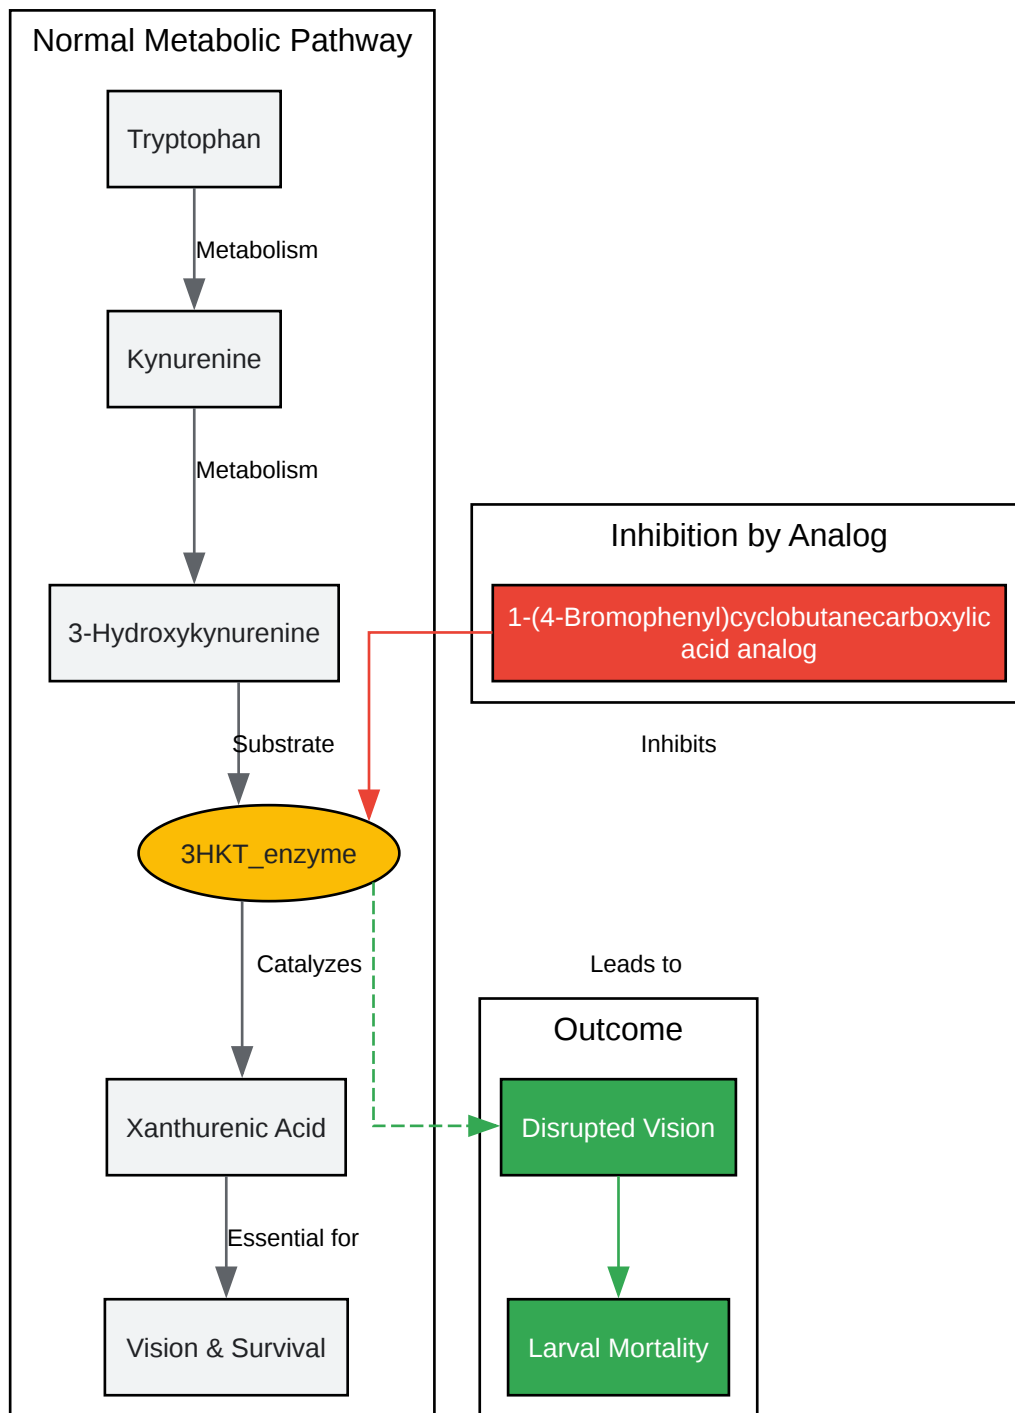 Normal Metabolic Pathway
Tryptophan
Metabolism
Kynurenine
Metabolism
3-Hydroxykynurenine
Substrate
3HKT_enzyme
Catalyzes
Xanthurenic Acid
Essential for
Vision & Survival
Inhibition by Analog
1-(4-Bromophenyl)cyclobutanecarboxylic
acid analog
Inhibits
Leads to
Outcome
Disrupted Vision
Larval Mortality